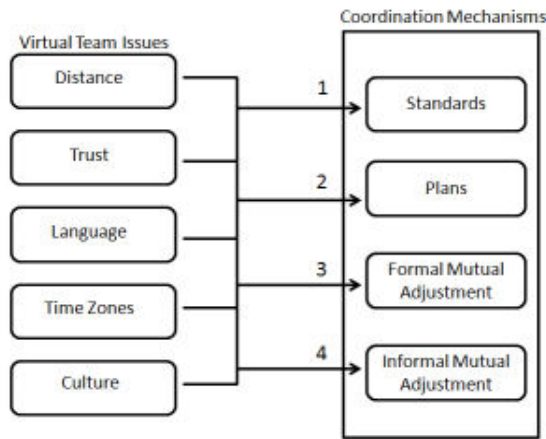 Coordination Mechanisms
Virtual Team Issues
Distance
Trust
Language
Time Zones
Culture
1
2
3
4
Standards
Plans
Formal Mutual
Adjustment
Informal Mutual
Adjustment